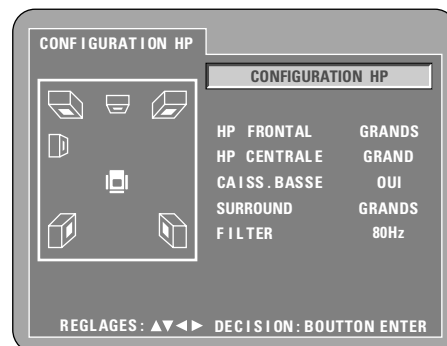 CONFIGURATION HP
CONFIGURATION HP
HP FRONTAL GRANDS
HP CENTRALE GRAND
CAISS.BASSE OUI
SURROUND GRANDS
FILTER 80Hz
REGLAGES: ▲▼◄► DECISION: BOUTTON ENTER